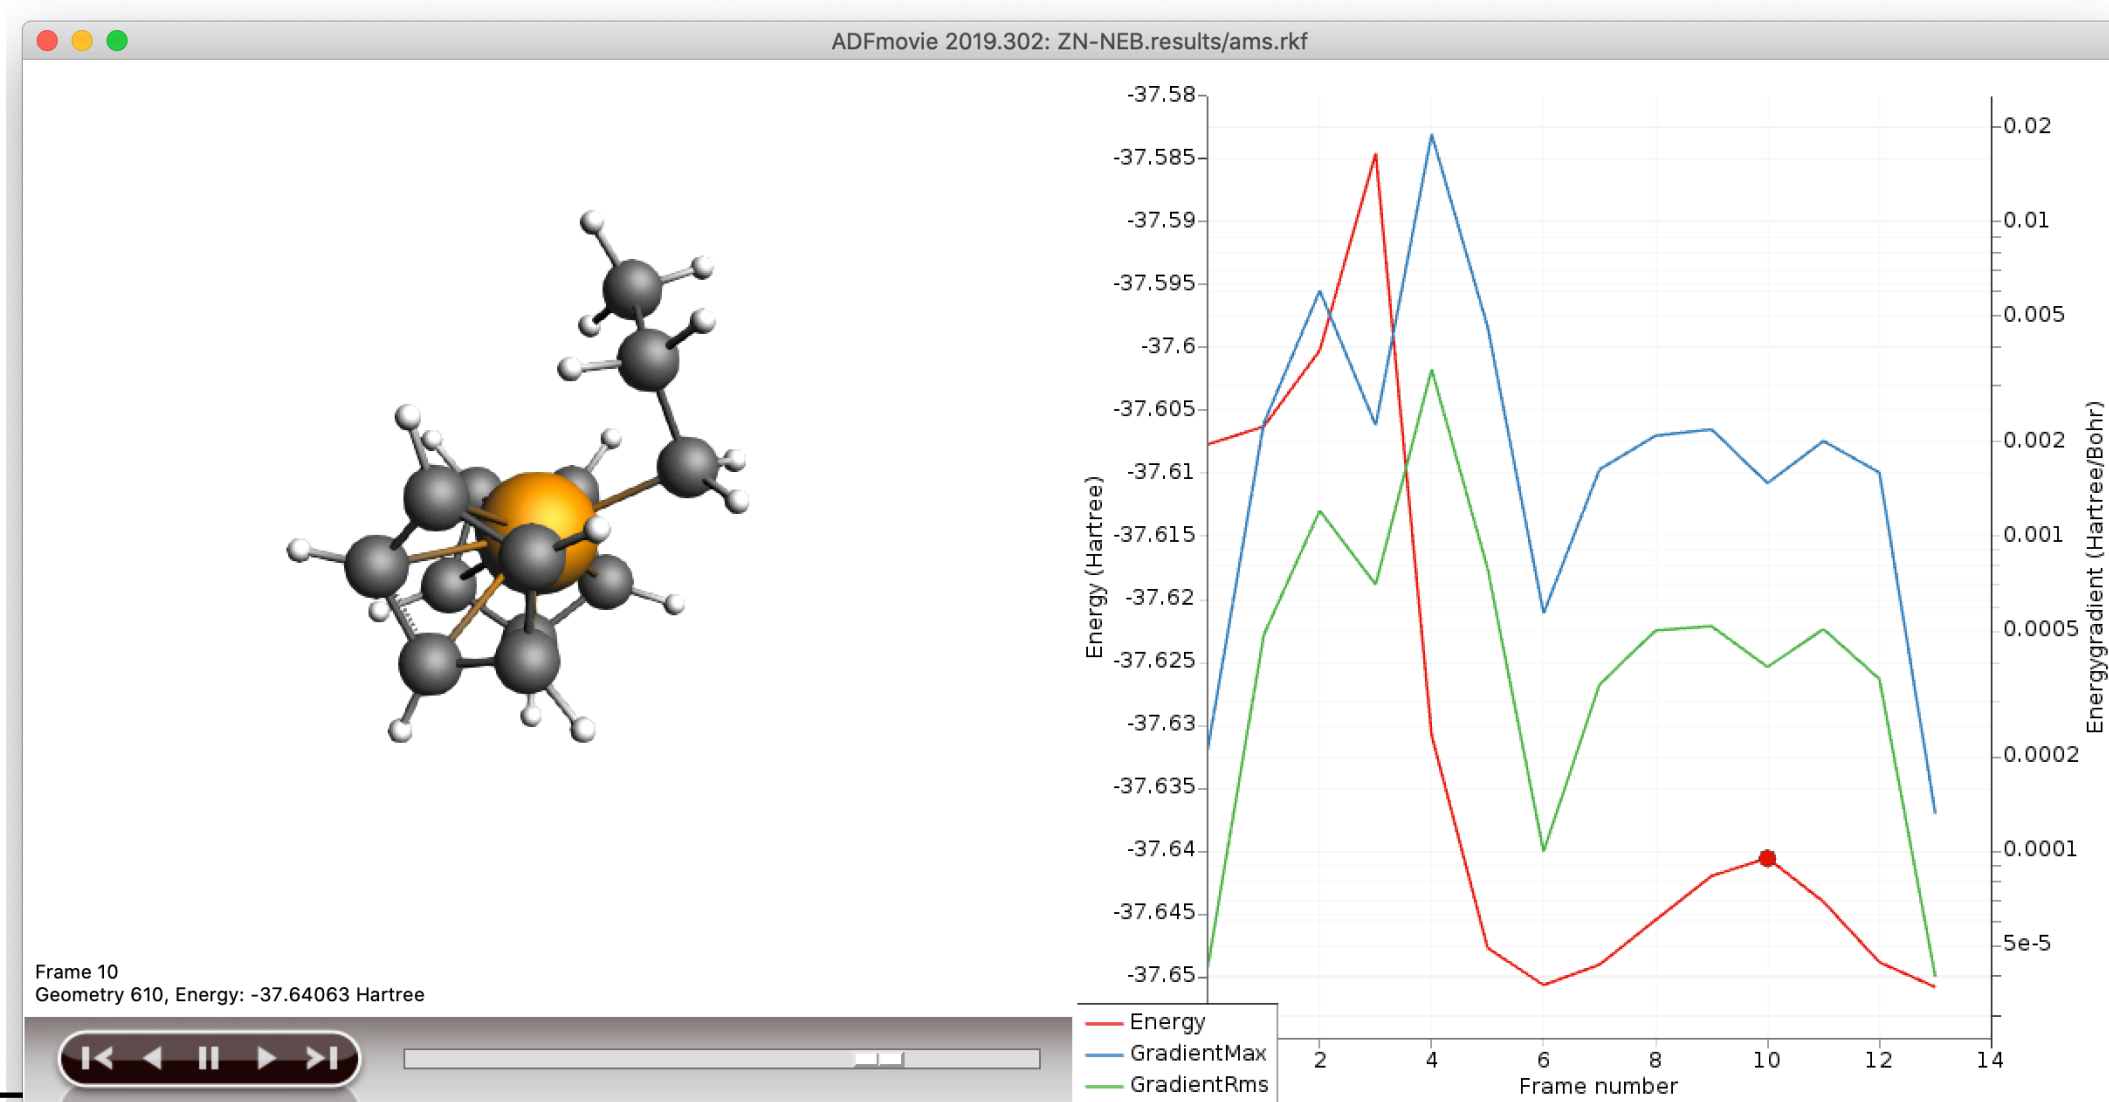 ADFmovie 2019.302: ZN-NEB.results/ams.rkf
Frame 10
Geometry 610, Energy: -37.64063 Hartree
Energy (Hartree)
-37.58
-37.585
-37.59
-37.595
-37.6
-37.605
-37.61
-37.615
-37.62
-37.625
-37.63
-37.635
-37.64
-37.645
-37.65
0.02
0.01
0.005
0.002
0.001
0.0005
0.0002
0.0001
5e-5
Energygradient (Hartree/Bohr)
2 4 6 8 10 12 14
Frame number
Energy
GradientMax
GradientRms